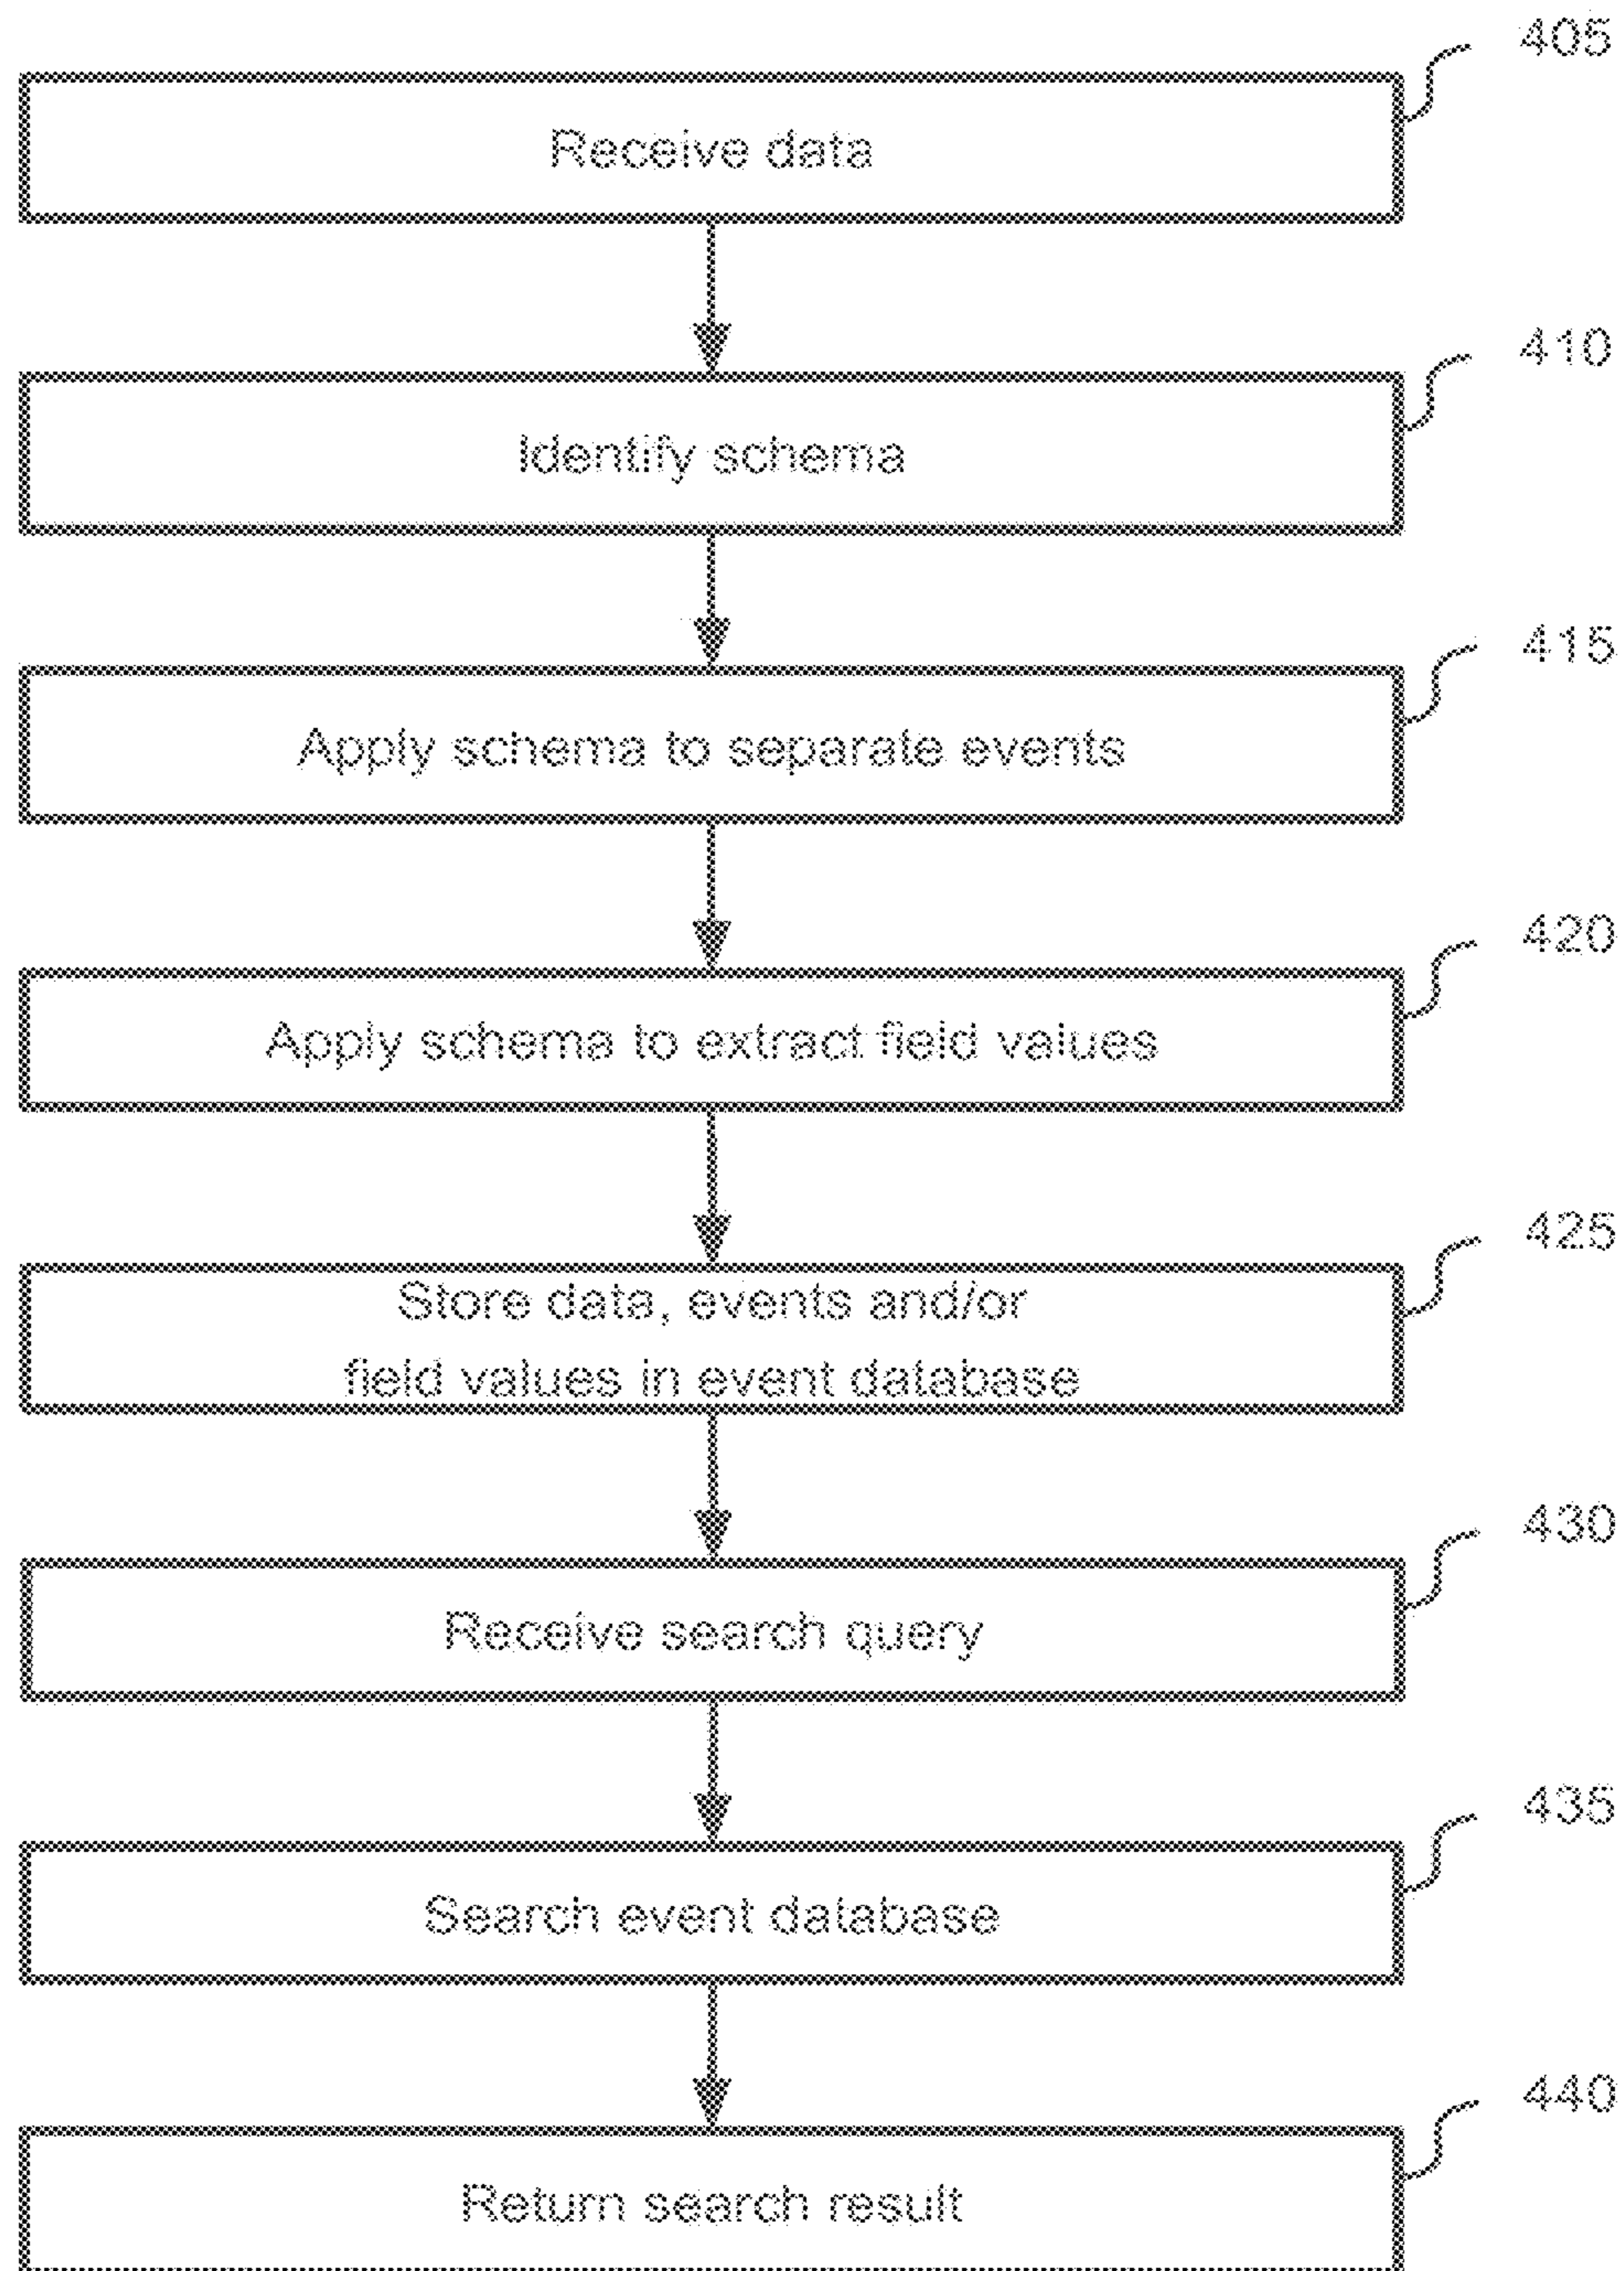 405
Receive data
410
Identify schema
415
Apply schema to separate events
420
Apply schema to extract field values
425
Store data, events and/or
field values in event database
430
Receive search query
435
Search event database
440
Return search result